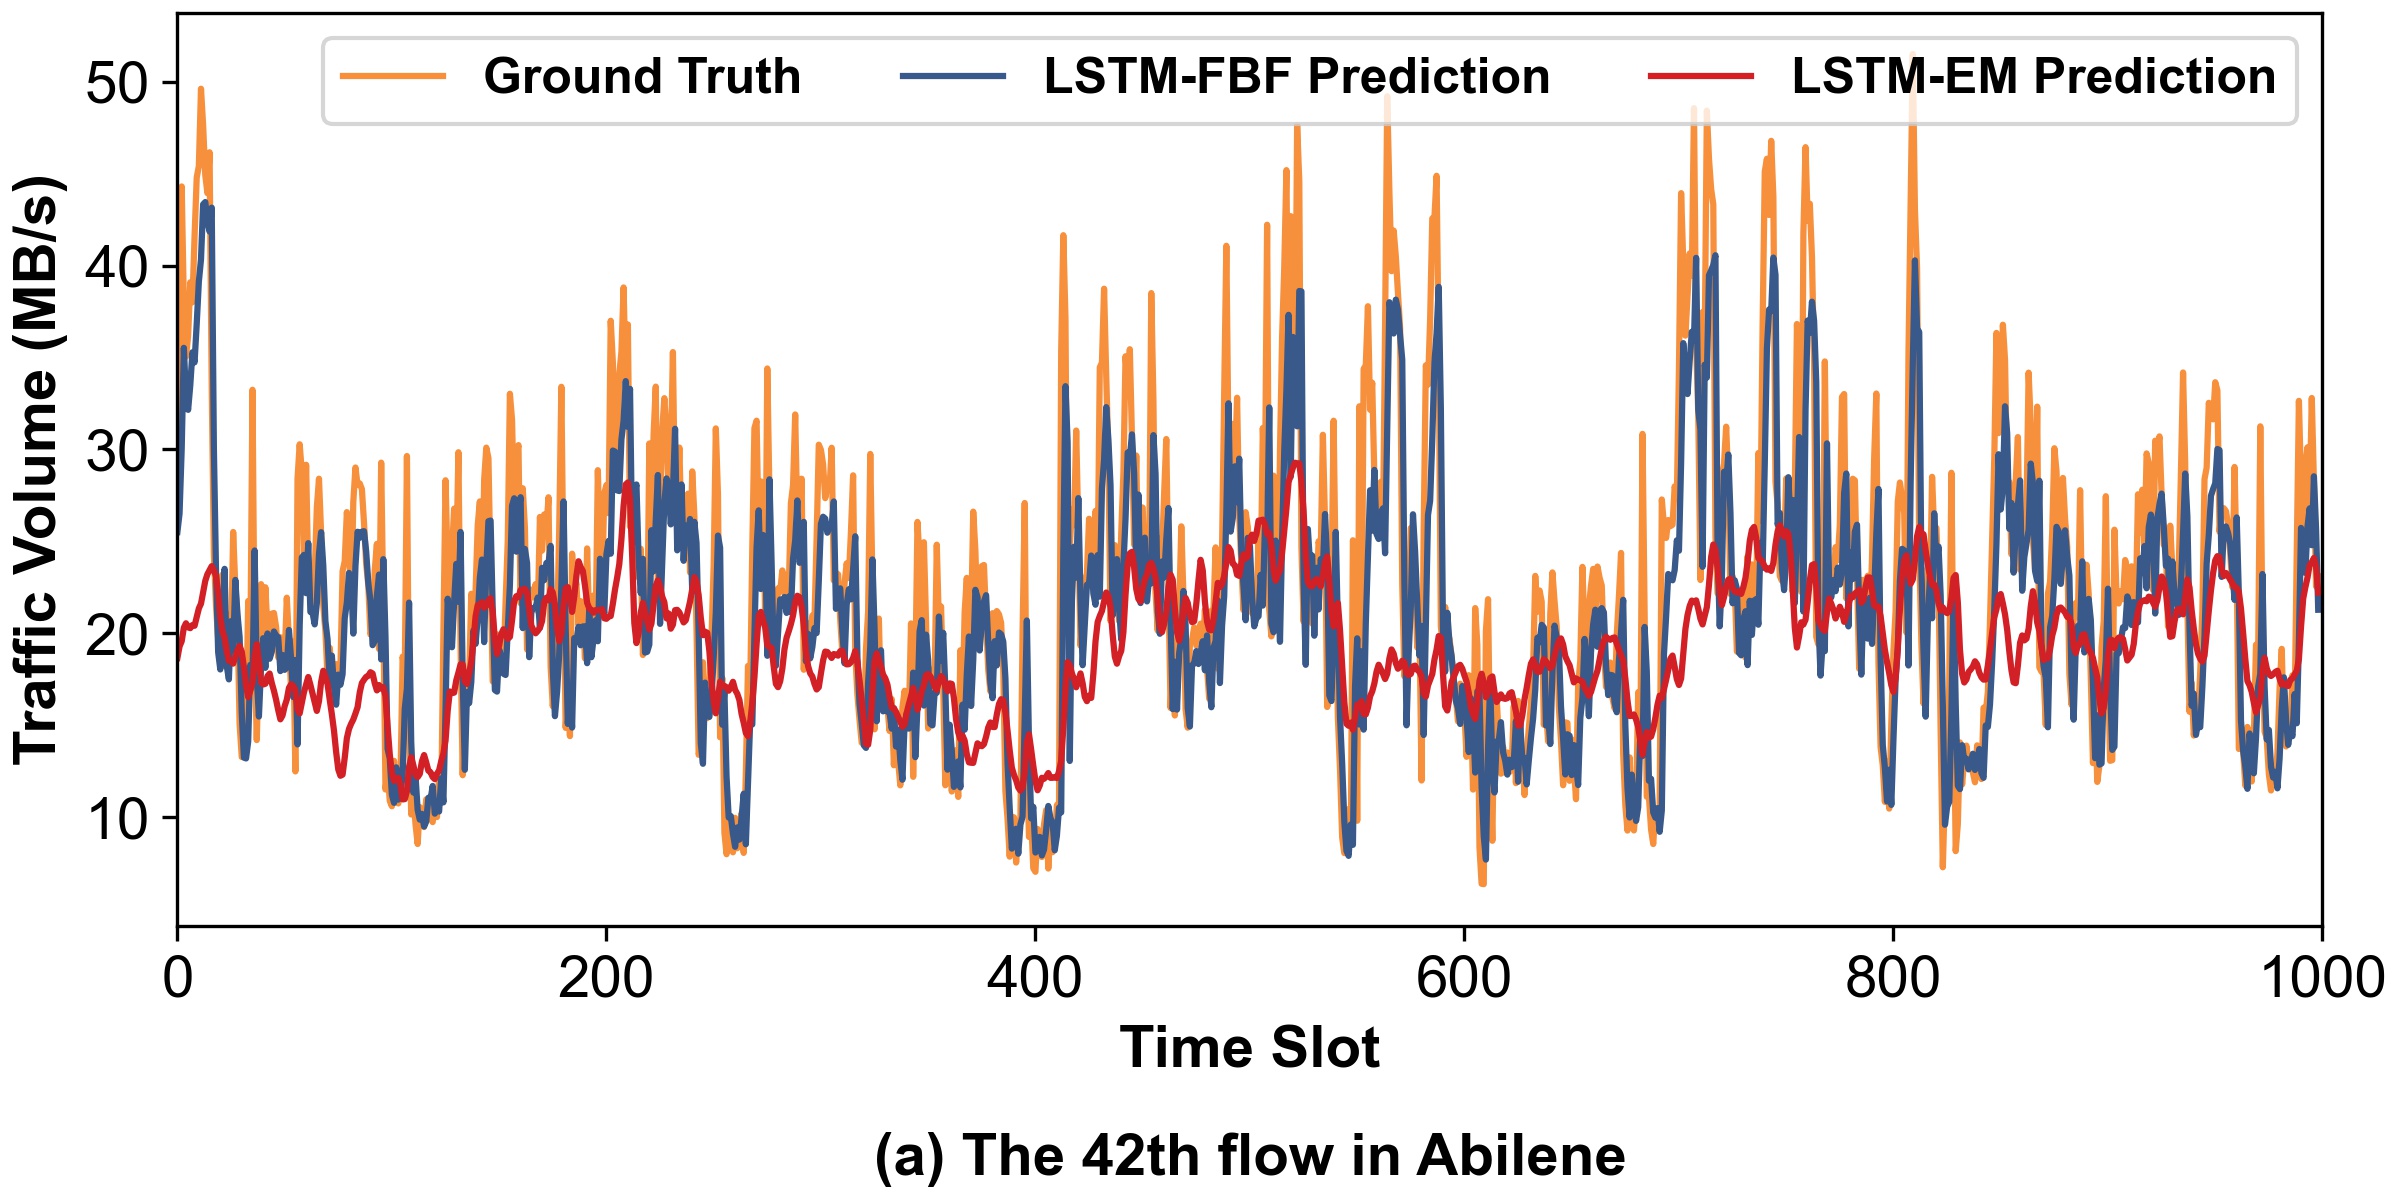 Ground Truth LSTM-FBF Prediction LSTM-EM Prediction
Traffic Volume (MB/s)
50
40
30
20
10
0 200 400 600 800 1000
Time Slot
(a) The 42th flow in Abilene